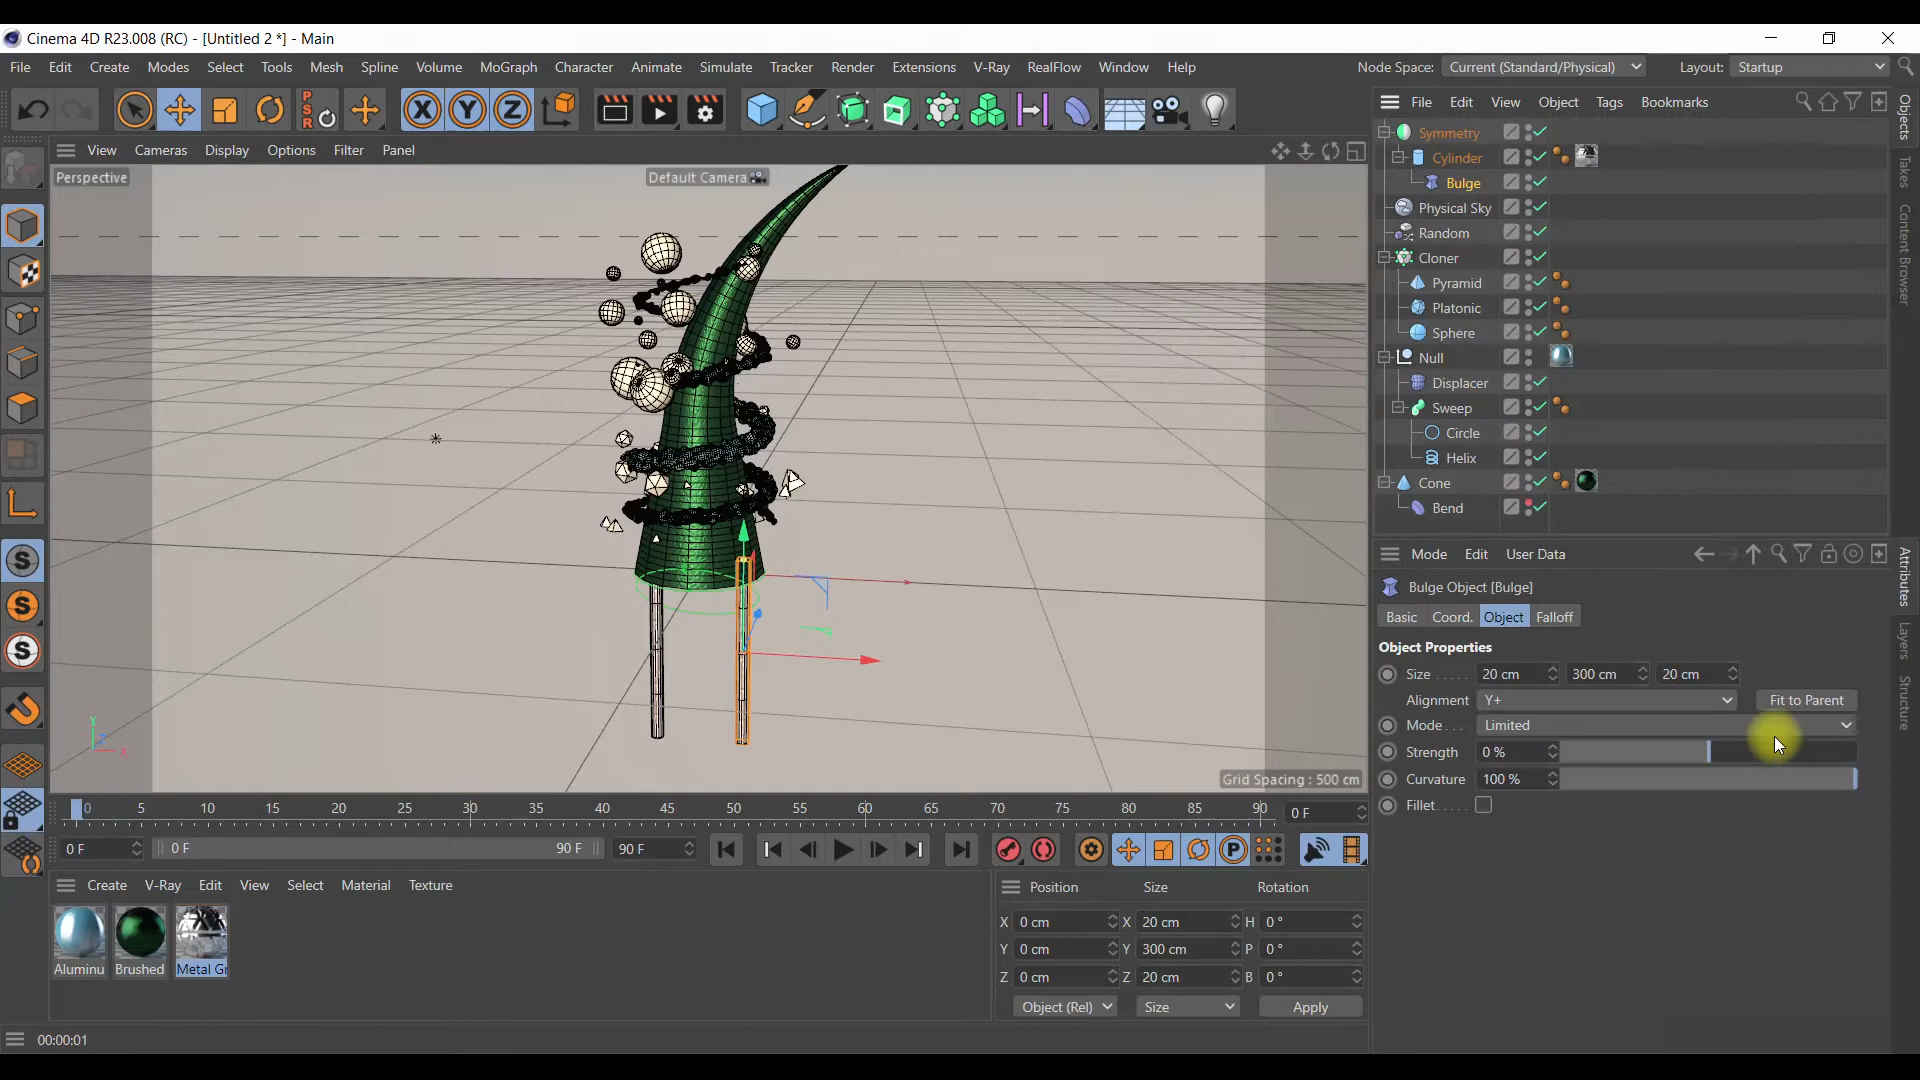 Cinema 4D R23.008 (RC) - [Untitled 2 *] - Main
File Edit Create Modes Select Tools Mesh Spline Volume MoGraph Character Animate Simulate Tracker Render Extensions V-Ray RealFlow Window Help Node Space: Current (Standard/Physical) Layout: Startup
PSR X Y Z
File Edit View Object Tags Bookmarks
View Cameras Display Options Filter Panel
Perspective
Default Camera
Symmetry
Cylinder
Bulge
Physical Sky
Random
Cloner
Pyramid
Platonic
Sphere
Null
Displacer
Sweep
Circle
Helix
Cone
Bend
Objects
Takes
Content Browser
Mode Edit User Data
Bulge Object [Bulge]
Basic Coord. Object Falloff
Object Properties
Size 20 cm 300 cm 20 cm
Alignment Y+ Fit to Parent
Mode Limited
Strength 0 %
Curvature 100 %
Fillet
Attributes
Layers
Structure
Y
Z
X
Grid Spacing : 500 cm
0 5 10 15 20 25 30 35 40 45 50 55 60 65 70 75 80 85 90 0 F
0 F 0 F 90 F 90 F
Create V-Ray Edit View Select Material Texture
Aluminu Brushed Metal Gr
Position Size Rotation
X 0 cm X 20 cm H 0 °
Y 0 cm Y 300 cm P 0 °
Z 0 cm Z 20 cm B 0 °
Object (Rel) Size Apply
00:00:01